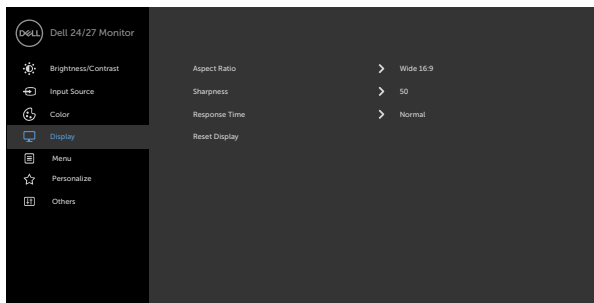 DELL Dell 24/27 Monitor
Brightness/Contrast
Input Source
Color
Display
Menu
Personalize
Others
Aspect Ratio Wide 16:9
Sharpness 50
Response Time Normal
Reset Display